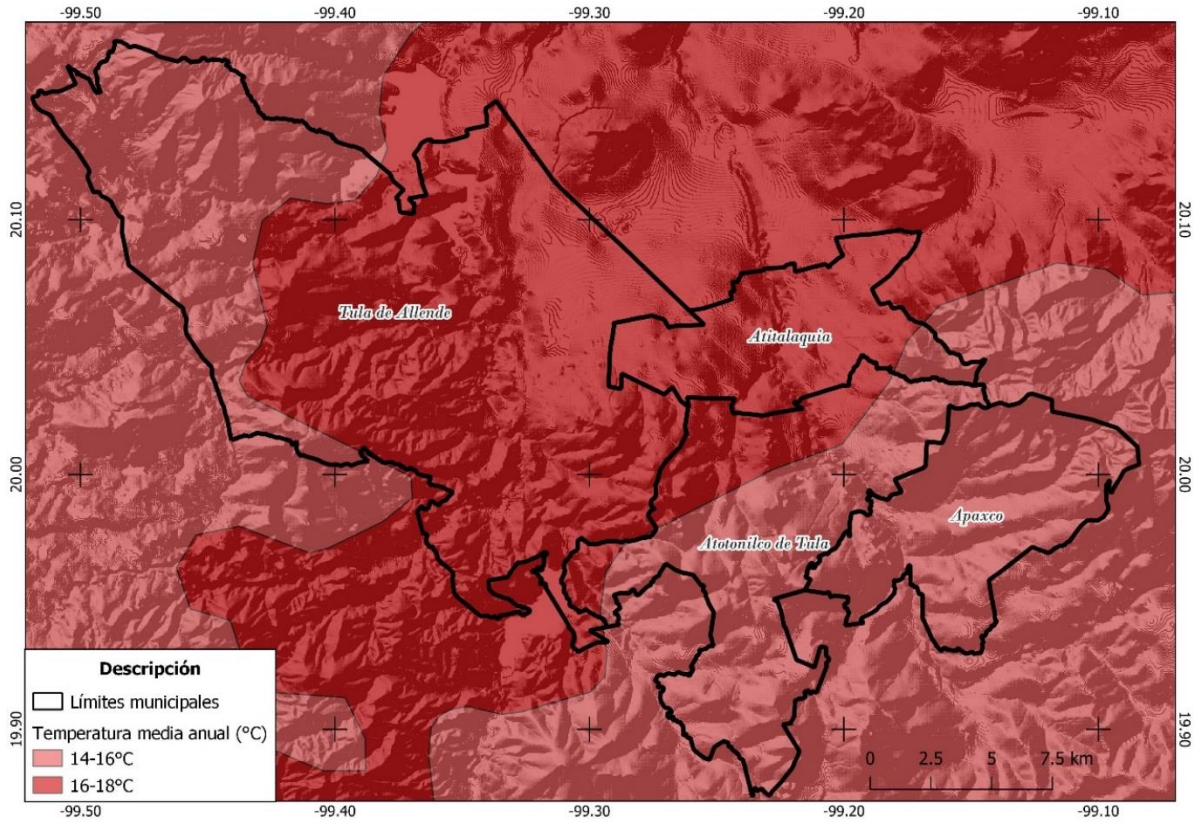 -99.50
-99.40
-99.30
-99.20
-99.10
20.10
20.10
Tula de Allende
Atitalaquia
20.00
20.00
Apaxco
Atotonilco de Tula
Descripción
Límites municipales
Temperatura media anual (°C)
14-16°C
16-18°C
19.90
19.90
0 2.5 5 7.5 km
-99.50
-99.40
-99.30
-99.20
-99.10